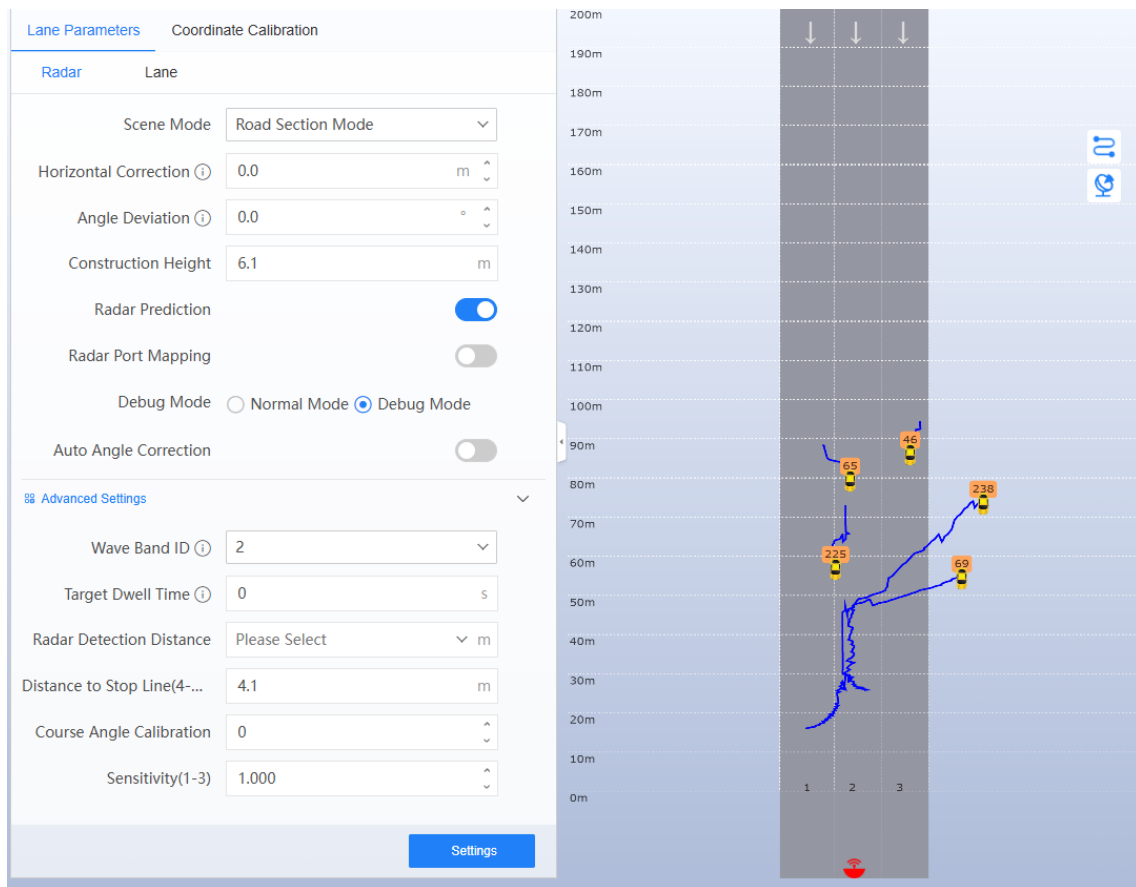 Lane Parameters Coordinate Calibration
Radar Lane
Scene Mode Road Section Mode
Horizontal Correction 0.0 m
Angle Deviation 0.0 °
Construction Height 6.1 m
Radar Prediction
Radar Port Mapping
Debug Mode Normal Mode Debug Mode
Auto Angle Correction
Advanced Settings
Wave Band ID 2
Target Dwell Time 0 s
Radar Detection Distance Please Select m
Distance to Stop Line(4-... 4.1 m
Course Angle Calibration 0
Sensitivity(1-3) 1.000
Settings
200m
190m
180m
170m
160m
150m
140m
130m
120m
110m
100m
90m
80m
70m
60m
50m
40m
30m
20m
10m
0m
46
65
238
225
69
1 2 3